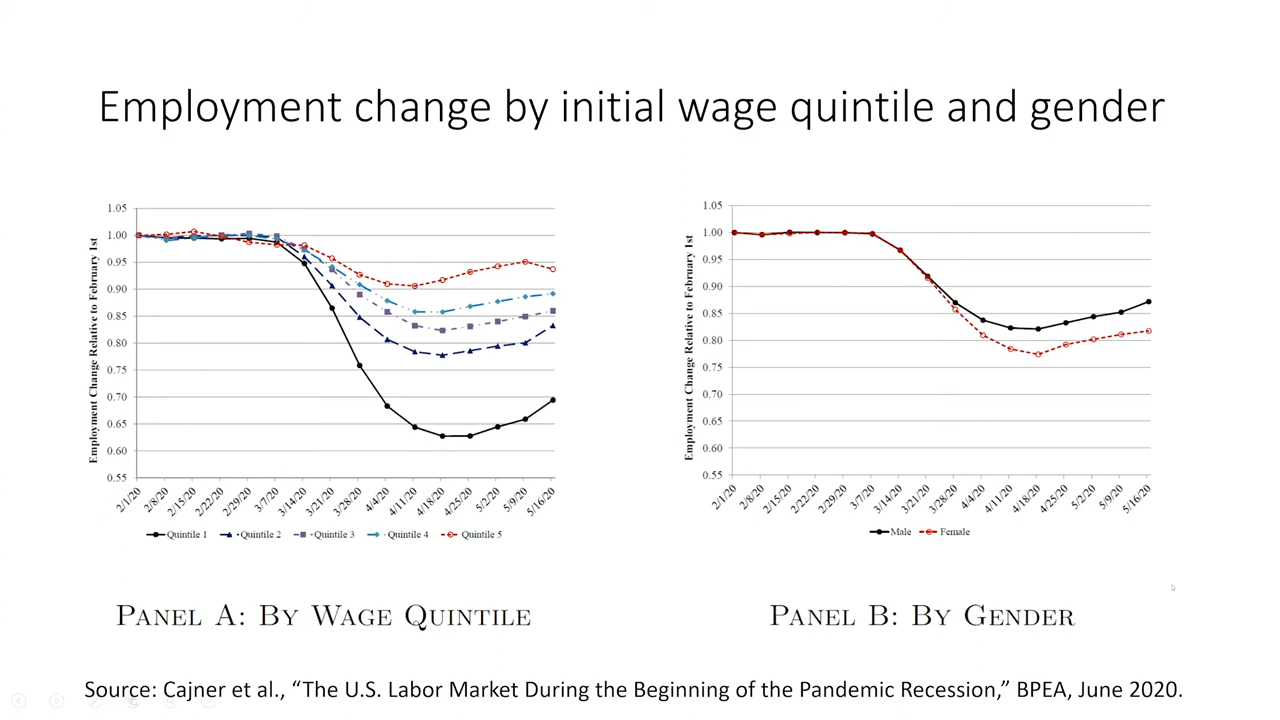 Employment change by initial wage quintile and gender
Employment Change Relative to February 1st
1.05
1.00
0.95
0.90
0.85
0.80
0.75
0.70
0.65
0.60
0.55
2/1/20 2/8/20 2/15/20 2/22/20 2/29/20 3/7/20 3/14/20 3/21/20 3/28/20 4/4/20 4/11/20 4/18/20 4/25/20 5/2/20 5/9/20 5/16/20
Quintile 1 Quintile 2 Quintile 3 Quintile 4 Quintile 5
Panel A: By Wage Quintile
Employment Change Relative to February 1st
1.05
1.00
0.95
0.90
0.85
0.80
0.75
0.70
0.65
0.60
0.55
2/1/20 2/8/20 2/15/20 2/22/20 2/29/20 3/7/20 3/14/20 3/21/20 3/28/20 4/4/20 4/11/20 4/18/20 4/25/20 5/2/20 5/9/20 5/16/20
Male Female
Panel B: By Gender
Source: Cajner et al., “The U.S. Labor Market During the Beginning of the Pandemic Recession,” BPEA, June 2020.